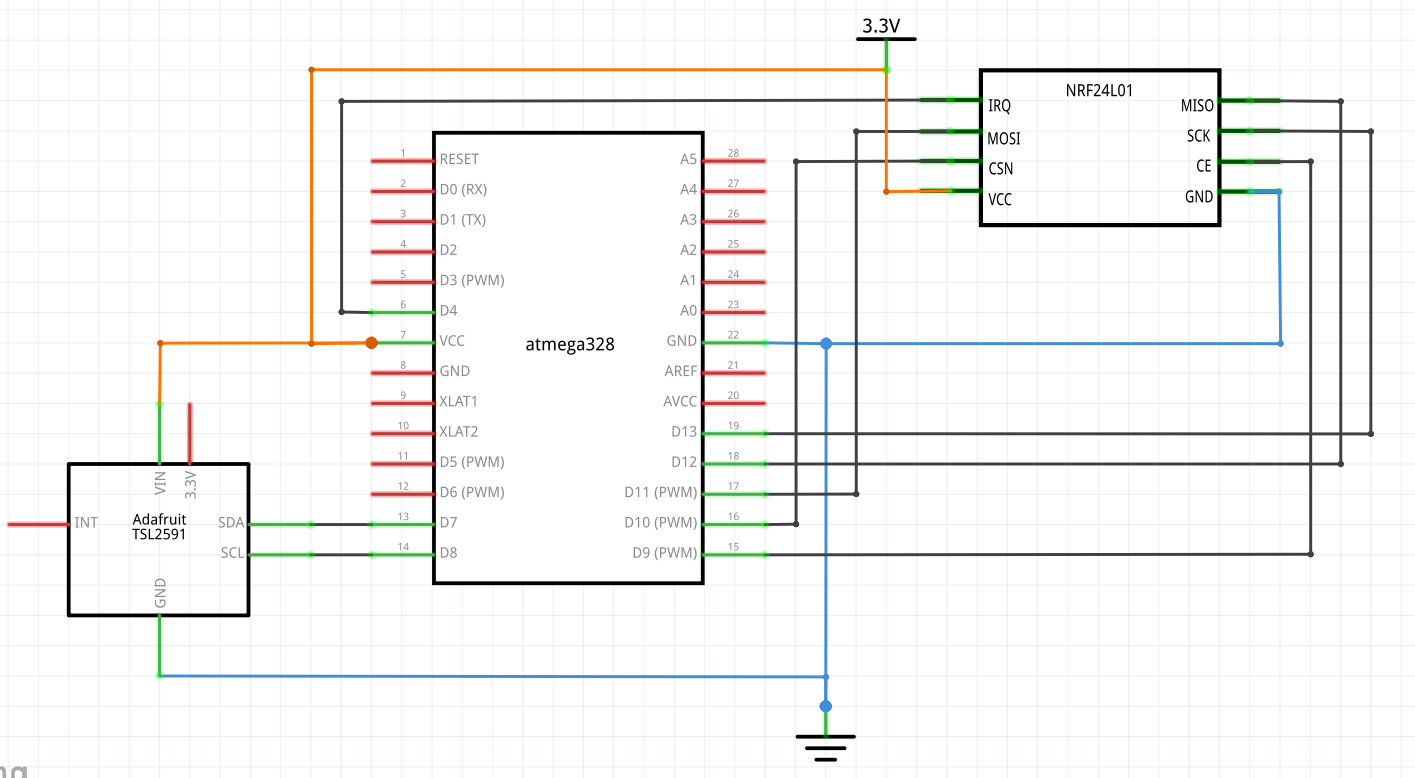 3.3V
NRF24L01
IRQ
MOSI
CSN
VCC
MISO
SCK
CE
GND
atmega328
1 RESET
2 D0 (RX)
3 D1 (TX)
4 D2
5 D3 (PWM)
6 D4
7 VCC
8 GND
9 XLAT1
10 XLAT2
11 D5 (PWM)
12 D6 (PWM)
13 D7
14 D8
A5 28
A4 27
A3 26
A2 25
A1 24
A0 23
GND 22
AREF 21
AVCC 20
D13 19
D12 18
D11 (PWM) 17
D10 (PWM) 16
D9 (PWM) 15
VIN
3.3V
INT
Adafruit
TSL2591
SDA
SCL
GND